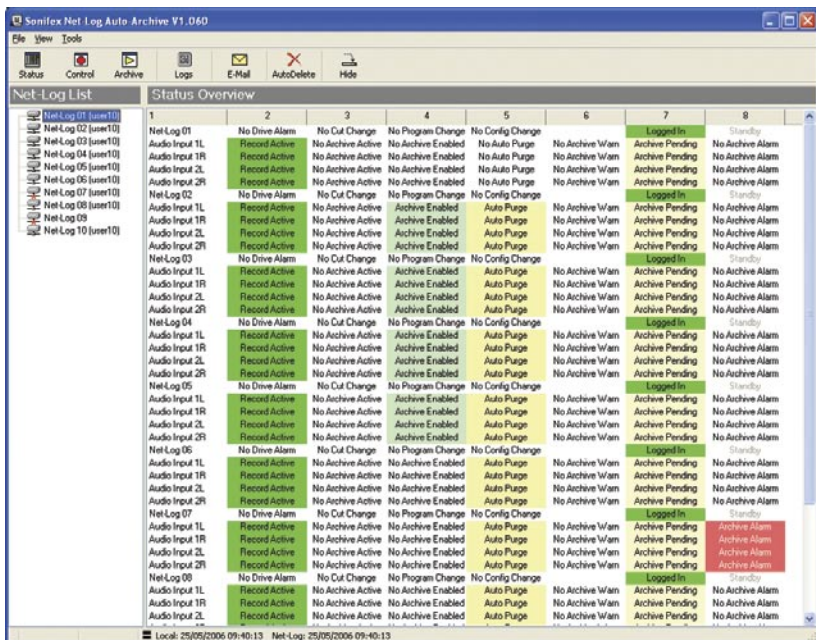 Sonifex Net-Log Auto-Archive V1.060
File View Tools
Status Control Archive Logs E-Mail AutoDelete Hide
Net-Log List Status Overview
Net-Log 01 (user10)
Net-Log 02 (user10)
Net-Log 03 (user10)
Net-Log 04 (user10)
Net-Log 05 (user10)
Net-Log 06 (user10)
Net-Log 07 (user10)
Net-Log 08 (user10)
Net-Log 09
Net-Log 10 (user10)
1 2 3 4 5 6 7 8
Net-Log 01 No Drive Alarm No Cut Change No Program Change No Config Change Logged In Standby
Audio Input 1L Record Active No Archive Active No Archive Enabled No Auto Purge No Archive Warn Archive Pending No Archive Alarm
Audio Input 1R Record Active No Archive Active No Archive Enabled No Auto Purge No Archive Warn Archive Pending No Archive Alarm
Audio Input 2L Record Active No Archive Active No Archive Enabled No Auto Purge No Archive Warn Archive Pending No Archive Alarm
Audio Input 2R Record Active No Archive Active No Archive Enabled No Auto Purge No Archive Warn Archive Pending No Archive Alarm
Net-Log 02 No Drive Alarm No Cut Change No Program Change No Config Change Logged In Standby
Audio Input 1L Record Active No Archive Active Archive Enabled Auto Purge No Archive Warn Archive Pending No Archive Alarm
Audio Input 1R Record Active No Archive Active Archive Enabled Auto Purge No Archive Warn Archive Pending No Archive Alarm
Audio Input 2L Record Active No Archive Active Archive Enabled Auto Purge No Archive Warn Archive Pending No Archive Alarm
Audio Input 2R Record Active No Archive Active Archive Enabled Auto Purge No Archive Warn Archive Pending No Archive Alarm
Net-Log 03 No Drive Alarm No Cut Change No Program Change No Config Change Logged In Standby
Audio Input 1L Record Active No Archive Active Archive Enabled Auto Purge No Archive Warn Archive Pending No Archive Alarm
Audio Input 1R Record Active No Archive Active Archive Enabled Auto Purge No Archive Warn Archive Pending No Archive Alarm
Audio Input 2L Record Active No Archive Active Archive Enabled Auto Purge No Archive Warn Archive Pending No Archive Alarm
Audio Input 2R Record Active No Archive Active Archive Enabled Auto Purge No Archive Warn Archive Pending No Archive Alarm
Net-Log 04 No Drive Alarm No Cut Change No Program Change No Config Change Logged In Standby
Audio Input 1L Record Active No Archive Active Archive Enabled Auto Purge No Archive Warn Archive Pending No Archive Alarm
Audio Input 1R Record Active No Archive Active Archive Enabled Auto Purge No Archive Warn Archive Pending No Archive Alarm
Audio Input 2L Record Active No Archive Active Archive Enabled Auto Purge No Archive Warn Archive Pending No Archive Alarm
Audio Input 2R Record Active No Archive Active Archive Enabled Auto Purge No Archive Warn Archive Pending No Archive Alarm
Net-Log 05 No Drive Alarm No Cut Change No Program Change No Config Change Logged In Standby
Audio Input 1L Record Active No Archive Active Archive Enabled Auto Purge No Archive Warn Archive Pending No Archive Alarm
Audio Input 1R Record Active No Archive Active Archive Enabled Auto Purge No Archive Warn Archive Pending No Archive Alarm
Audio Input 2L Record Active No Archive Active Archive Enabled Auto Purge No Archive Warn Archive Pending No Archive Alarm
Audio Input 2R Record Active No Archive Active Archive Enabled Auto Purge No Archive Warn Archive Pending No Archive Alarm
Net-Log 06 No Drive Alarm No Cut Change No Program Change No Config Change Logged In Standby
Audio Input 1L Record Active No Archive Active No Archive Enabled Auto Purge No Archive Warn Archive Pending No Archive Alarm
Audio Input 1R Record Active No Archive Active No Archive Enabled Auto Purge No Archive Warn Archive Pending No Archive Alarm
Audio Input 2L Record Active No Archive Active No Archive Enabled Auto Purge No Archive Warn Archive Pending No Archive Alarm
Audio Input 2R Record Active No Archive Active No Archive Enabled Auto Purge No Archive Warn Archive Pending No Archive Alarm
Net-Log 07 No Drive Alarm No Cut Change No Program Change No Config Change Logged In Standby
Audio Input 1L Record Active No Archive Active No Archive Enabled Auto Purge No Archive Warn Archive Pending Archive Alarm
Audio Input 1R Record Active No Archive Active No Archive Enabled Auto Purge No Archive Warn Archive Pending Archive Alarm
Audio Input 2L Record Active No Archive Active No Archive Enabled Auto Purge No Archive Warn Archive Pending Archive Alarm
Audio Input 2R Record Active No Archive Active No Archive Enabled Auto Purge No Archive Warn Archive Pending Archive Alarm
Net-Log 08 No Drive Alarm No Cut Change No Program Change No Config Change Logged In Standby
Audio Input 1L Record Active No Archive Active No Archive Enabled Auto Purge No Archive Warn Archive Pending No Archive Alarm
Audio Input 1R Record Active No Archive Active No Archive Enabled Auto Purge No Archive Warn Archive Pending No Archive Alarm
Audio Input 2L Record Active No Archive Active No Archive Enabled Auto Purge No Archive Warn Archive Pending No Archive Alarm
Local: 25/05/2006 09:40:13 Net-Log: 25/05/2006 09:40:13